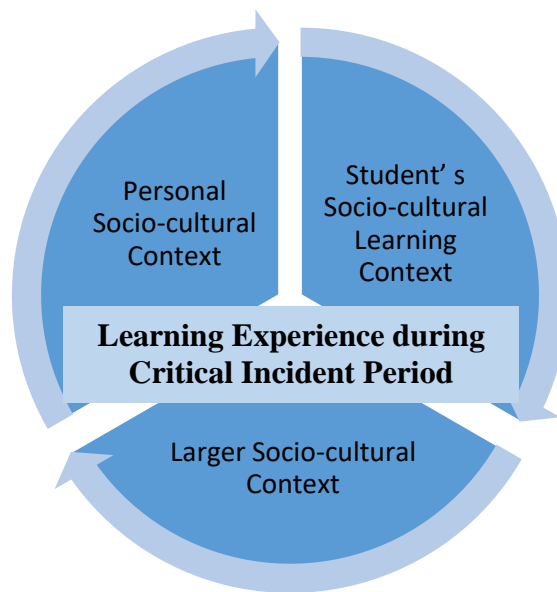 Personal
Socio-cultural
Context
Student’ s
Socio-cultural
Learning
Context
Learning Experience during
Critical Incident Period
Larger Socio-cultural
Context